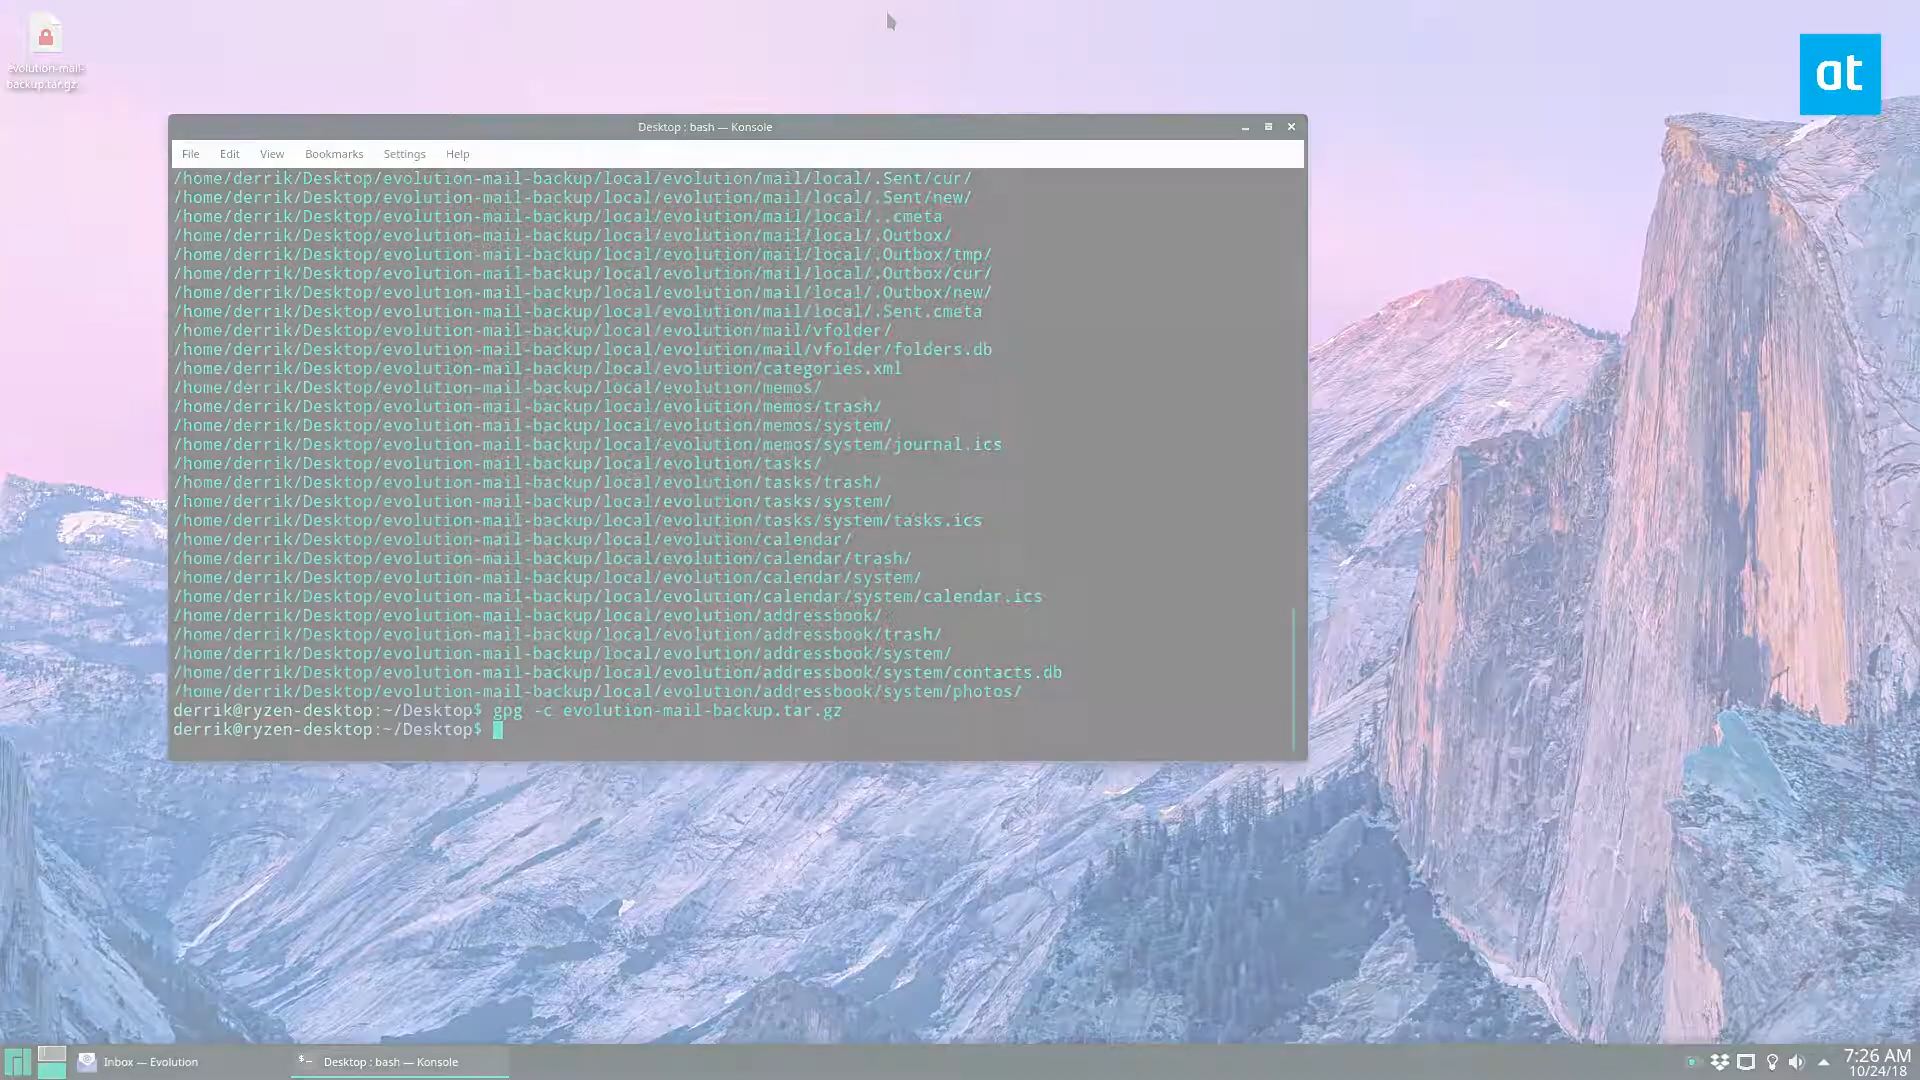 evolution-mail-
backup.tar.gz.
at
Desktop : bash — Konsole
File Edit View Bookmarks Settings Help
/home/derrik/Desktop/evolution-mail-backup/local/evolution/mail/local/.Sent/cur/
/home/derrik/Desktop/evolution-mail-backup/local/evolution/mail/local/.Sent/new/
/home/derrik/Desktop/evolution-mail-backup/local/evolution/mail/local/..cmeta
/home/derrik/Desktop/evolution-mail-backup/local/evolution/mail/local/.Outbox/
/home/derrik/Desktop/evolution-mail-backup/local/evolution/mail/local/.Outbox/tmp/
/home/derrik/Desktop/evolution-mail-backup/local/evolution/mail/local/.Outbox/cur/
/home/derrik/Desktop/evolution-mail-backup/local/evolution/mail/local/.Outbox/new/
/home/derrik/Desktop/evolution-mail-backup/local/evolution/mail/local/.Sent.cmeta
/home/derrik/Desktop/evolution-mail-backup/local/evolution/mail/vfolder/
/home/derrik/Desktop/evolution-mail-backup/local/evolution/mail/vfolder/folders.db
/home/derrik/Desktop/evolution-mail-backup/local/evolution/categories.xml
/home/derrik/Desktop/evolution-mail-backup/local/evolution/memos/
/home/derrik/Desktop/evolution-mail-backup/local/evolution/memos/trash/
/home/derrik/Desktop/evolution-mail-backup/local/evolution/memos/system/
/home/derrik/Desktop/evolution-mail-backup/local/evolution/memos/system/journal.ics
/home/derrik/Desktop/evolution-mail-backup/local/evolution/tasks/
/home/derrik/Desktop/evolution-mail-backup/local/evolution/tasks/trash/
/home/derrik/Desktop/evolution-mail-backup/local/evolution/tasks/system/
/home/derrik/Desktop/evolution-mail-backup/local/evolution/tasks/system/tasks.ics
/home/derrik/Desktop/evolution-mail-backup/local/evolution/calendar/
/home/derrik/Desktop/evolution-mail-backup/local/evolution/calendar/trash/
/home/derrik/Desktop/evolution-mail-backup/local/evolution/calendar/system/
/home/derrik/Desktop/evolution-mail-backup/local/evolution/calendar/system/calendar.ics
/home/derrik/Desktop/evolution-mail-backup/local/evolution/addressbook/
/home/derrik/Desktop/evolution-mail-backup/local/evolution/addressbook/trash/
/home/derrik/Desktop/evolution-mail-backup/local/evolution/addressbook/system/
/home/derrik/Desktop/evolution-mail-backup/local/evolution/addressbook/system/contacts.db
/home/derrik/Desktop/evolution-mail-backup/local/evolution/addressbook/system/photos/
derrik@ryzen-desktop:~/Desktop$ gpg -c evolution-mail-backup.tar.gz
derrik@ryzen-desktop:~/Desktop$
Inbox — Evolution
Desktop : bash — Konsole
7:26 AM
10/24/18